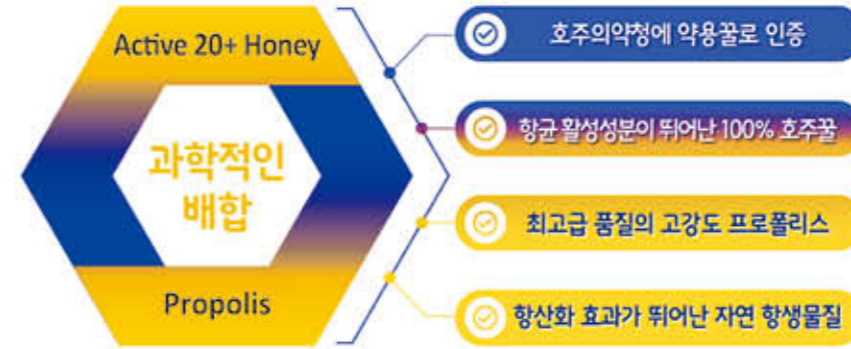 Active 20+ Honey
과학적인
배합
Propolis
호주의약청에 약용꿀로 인증
항균 활성성분이 뛰어난 100% 호주꿀
최고급 품질의 고강도 프로폴리스
항산화 효과가 뛰어난 자연 항생물질